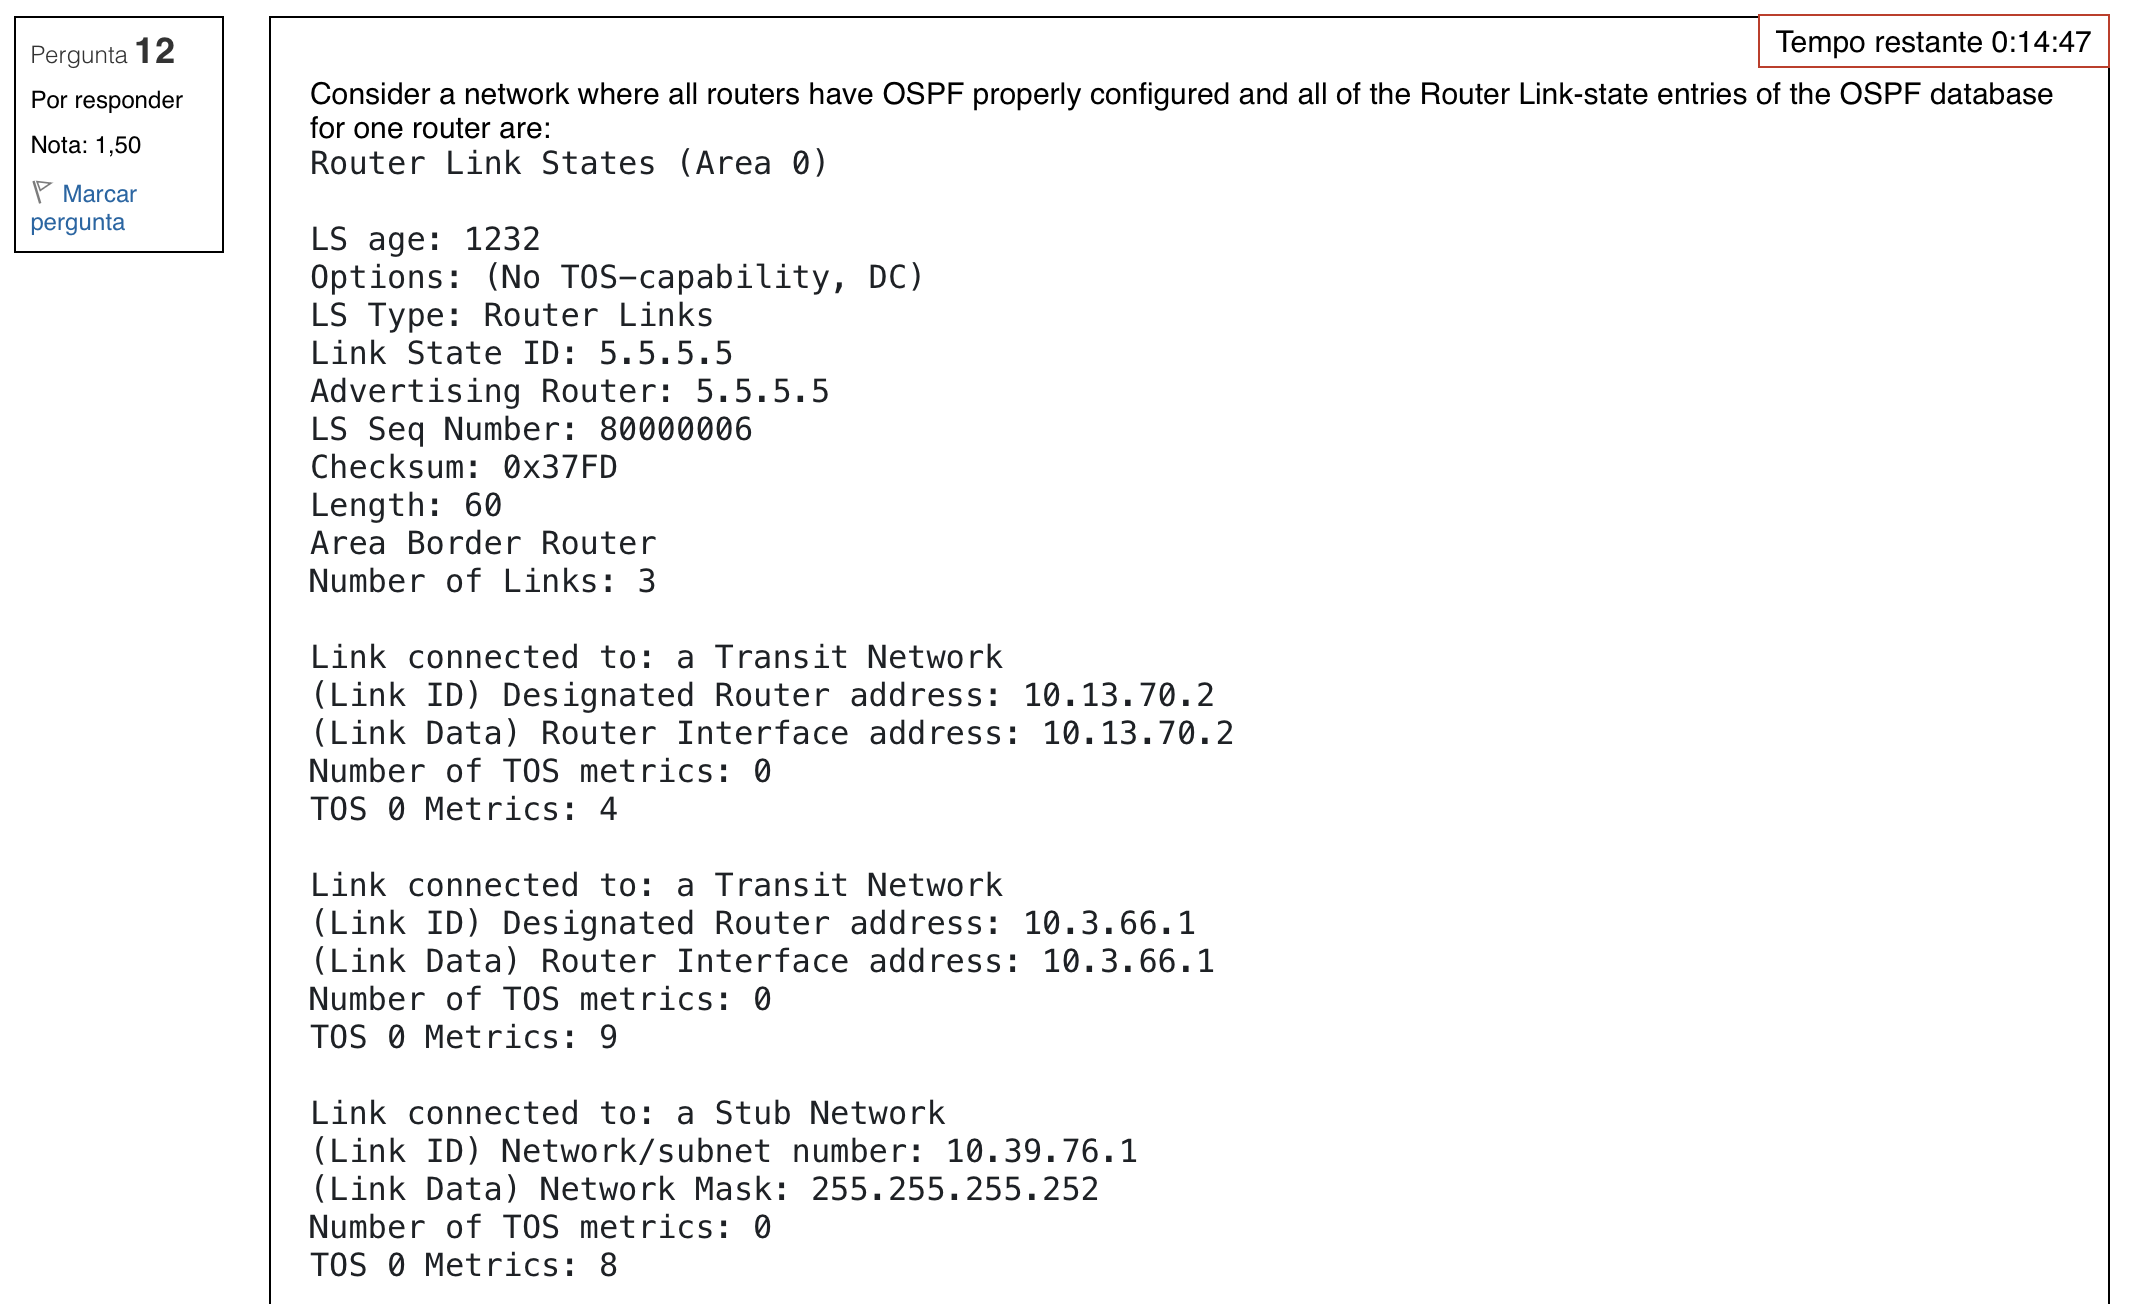 Pergunta 12
Por responder
Nota: 1,50
Marcar
pergunta
Tempo restante 0:14:47
Consider a network where all routers have OSPF properly configured and all of the Router Link-state entries of the OSPF database
for one router are:
Router Link States (Area 0)
LS age: 1232
Options: (No TOS-capability, DC)
LS Type: Router Links
Link State ID: 5.5.5.5
Advertising Router: 5.5.5.5
LS Seq Number: 80000006
Checksum: 0x37FD
Length: 60
Area Border Router
Number of Links: 3
Link connected to: a Transit Network
(Link ID) Designated Router address: 10.13.70.2
(Link Data) Router Interface address: 10.13.70.2
Number of TOS metrics: 0
TOS 0 Metrics: 4
Link connected to: a Transit Network
(Link ID) Designated Router address: 10.3.66.1
(Link Data) Router Interface address: 10.3.66.1
Number of TOS metrics: 0
TOS 0 Metrics: 9
Link connected to: a Stub Network
(Link ID) Network/subnet number: 10.39.76.1
(Link Data) Network Mask: 255.255.255.252
Number of TOS metrics: 0
TOS 0 Metrics: 8